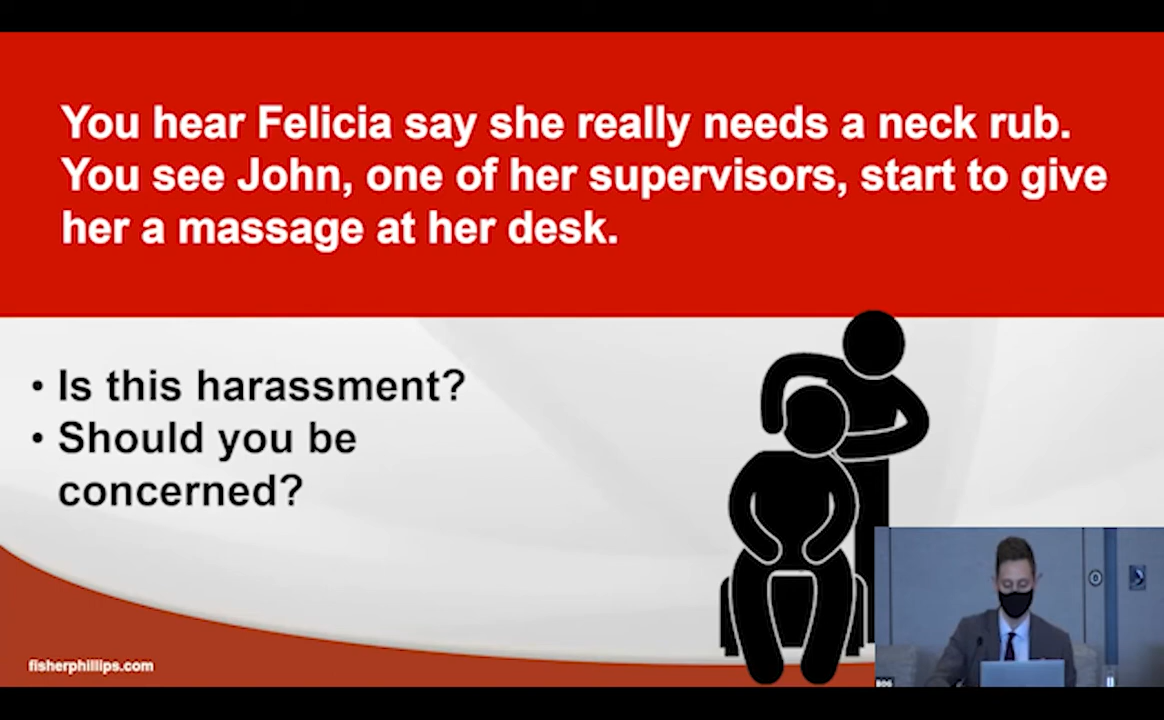 You hear Felicia say she really needs a neck rub.
You see John, one of her supervisors, start to give
her a massage at her desk.
• Is this harassment?
• Should you be
concerned?
fisherphillips.com